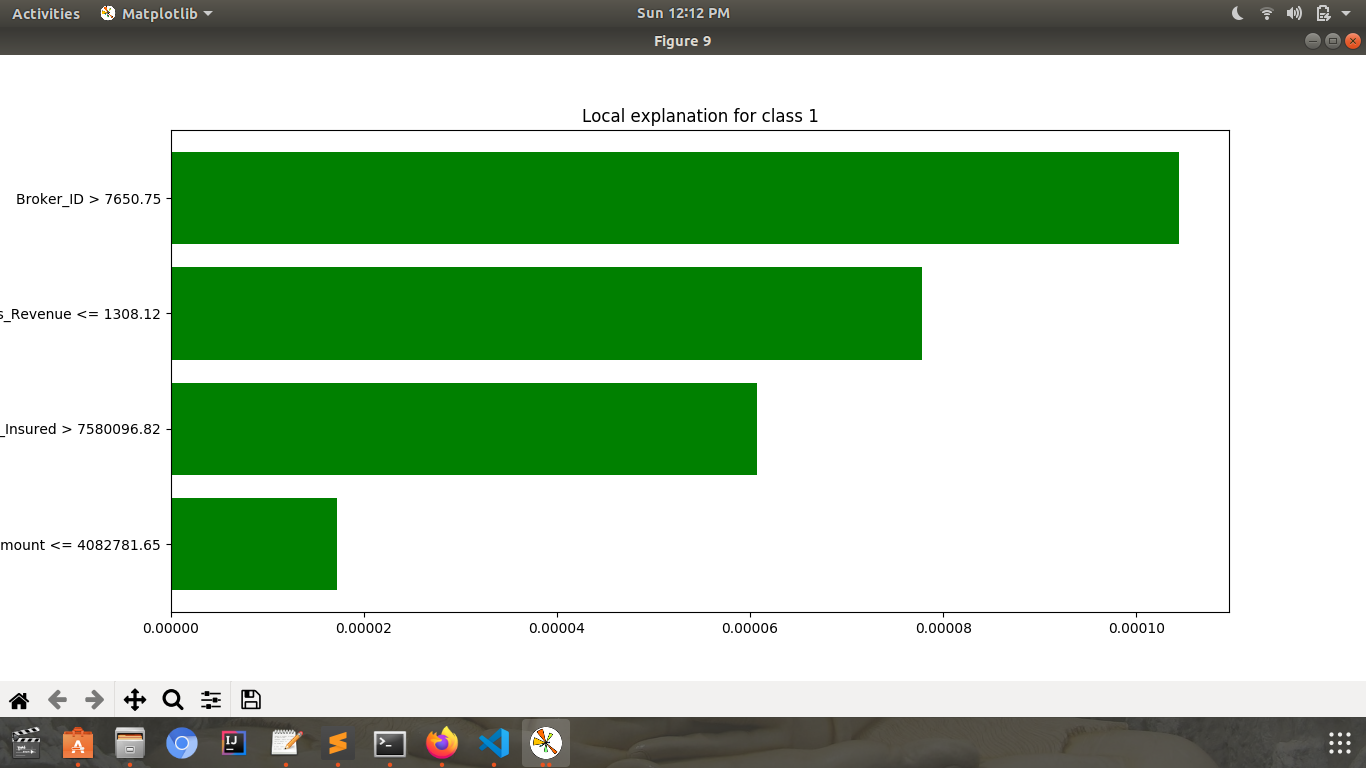 Activities Matplotlib Sun 12:12 PM
Figure 9
Local explanation for class 1
Broker_ID > 7650.75
s_Revenue <= 1308.12
_Insured > 7580096.82
mount <= 4082781.65
0.00000 0.00002 0.00004 0.00006 0.00008 0.00010
IJ